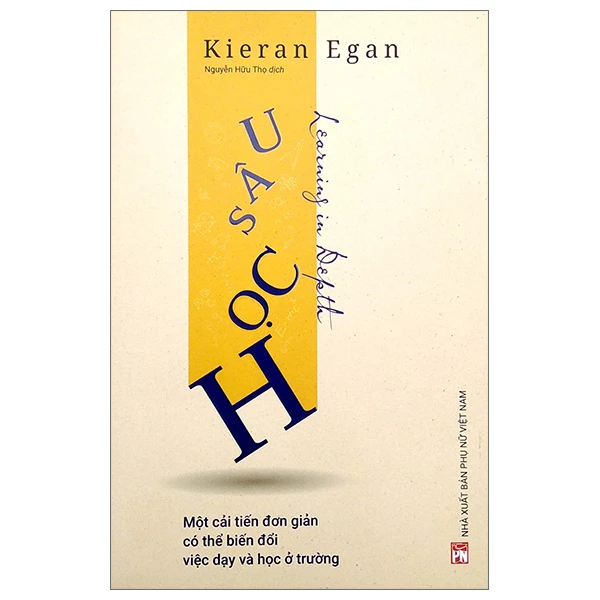 Kieran Egan
Nguyễn Hữu Thọ dịch
HỌC SÂU
Learning in Depth
Một cải tiến đơn giản
có thể biến đổi
việc dạy và học ở trường
NHÀ XUẤT BẢN PHỤ NỮ VIỆT NAM
PN